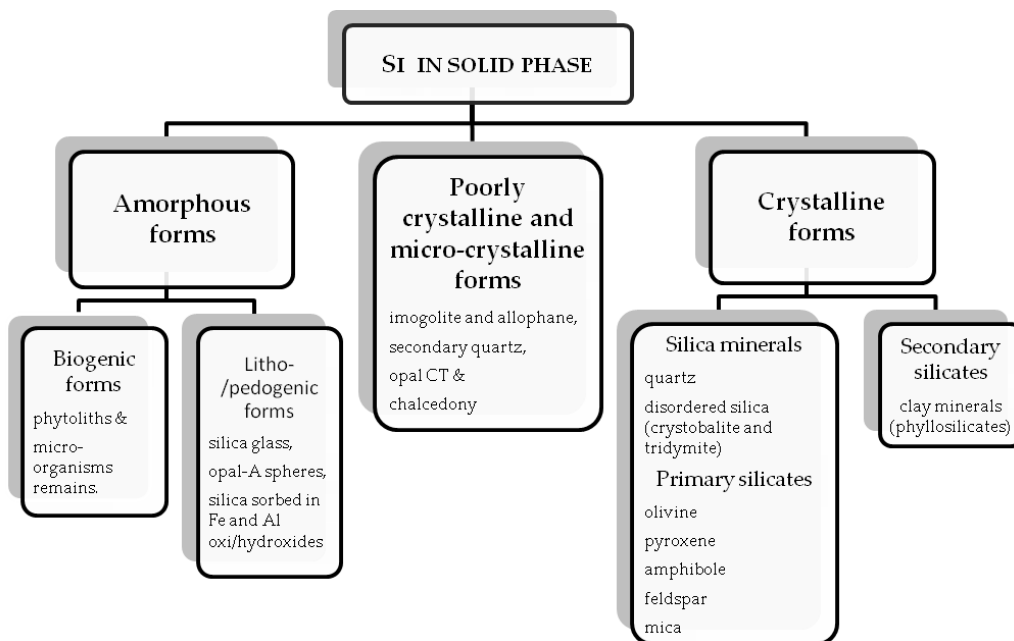 SI IN SOLID PHASE
Amorphous
forms
Poorly
crystalline and
micro-crystalline
forms
imogolite and allophane,
secondary quartz,
opal CT &
chalcedony
Crystalline
forms
Biogenic
forms
phytoliths &
micro-
organisms
remains.
Litho-
/pedogenic
forms
silica glass,
opal-A spheres,
silica sorbed in
Fe and Al
oxi/hydroxides
Silica minerals
quartz
disordered silica
(crystobalite and
tridymite)
Primary silicates
olivine
pyroxene
amphibole
feldspar
mica
Secondary
silicates
clay minerals
(phyllosilicates)